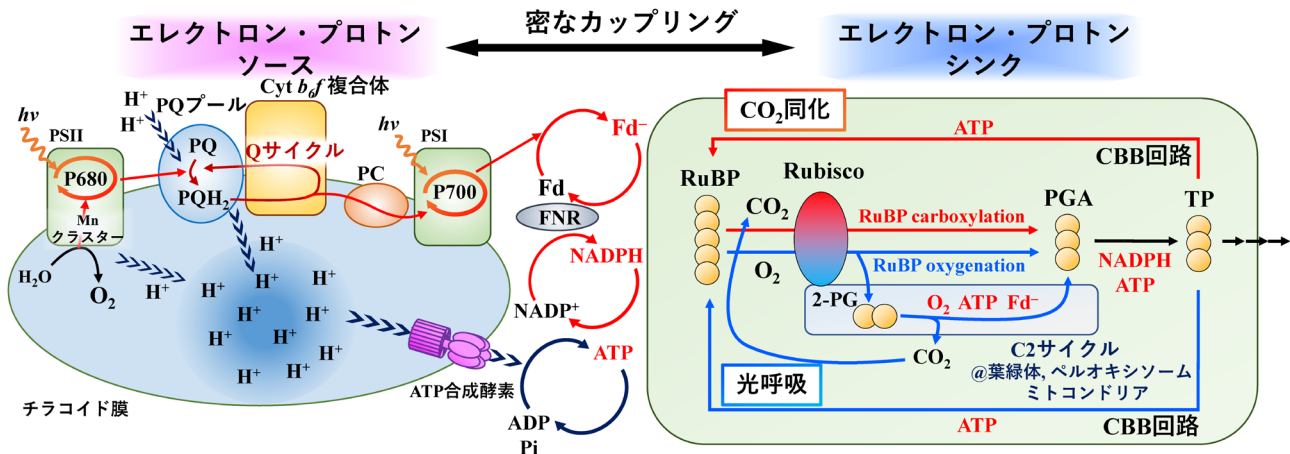 エレクトロン・プロトン
ソース
密なカップリング
エレクトロン・プロトン
シンク
H⁺
H⁺
PQプール
Cyt b₆f 複合体
hν
PSII
P680
PQ
PQH₂
Qサイクル
PC
hν
PSI
P700
Mn
クラスター
H₂O
O₂
H⁺
H⁺
H⁺
H⁺
H⁺
H⁺
H⁺
H⁺
H⁺
H⁺
H⁺
H⁺
チラコイド膜
ATP合成酵素
Fd⁻
Fd
FNR
NADPH
NADP⁺
ATP
ADP
Pi
CO₂同化
ATP
CBB回路
RuBP
CO₂
Rubisco
RuBP carboxylation
PGA
TP
O₂
RuBP oxygenation
NADPH
ATP
2-PG
O₂ ATP Fd⁻
CO₂
C2サイクル
@葉緑体, ペルオキシソーム
ミトコンドリア
光呼吸
ATP
CBB回路